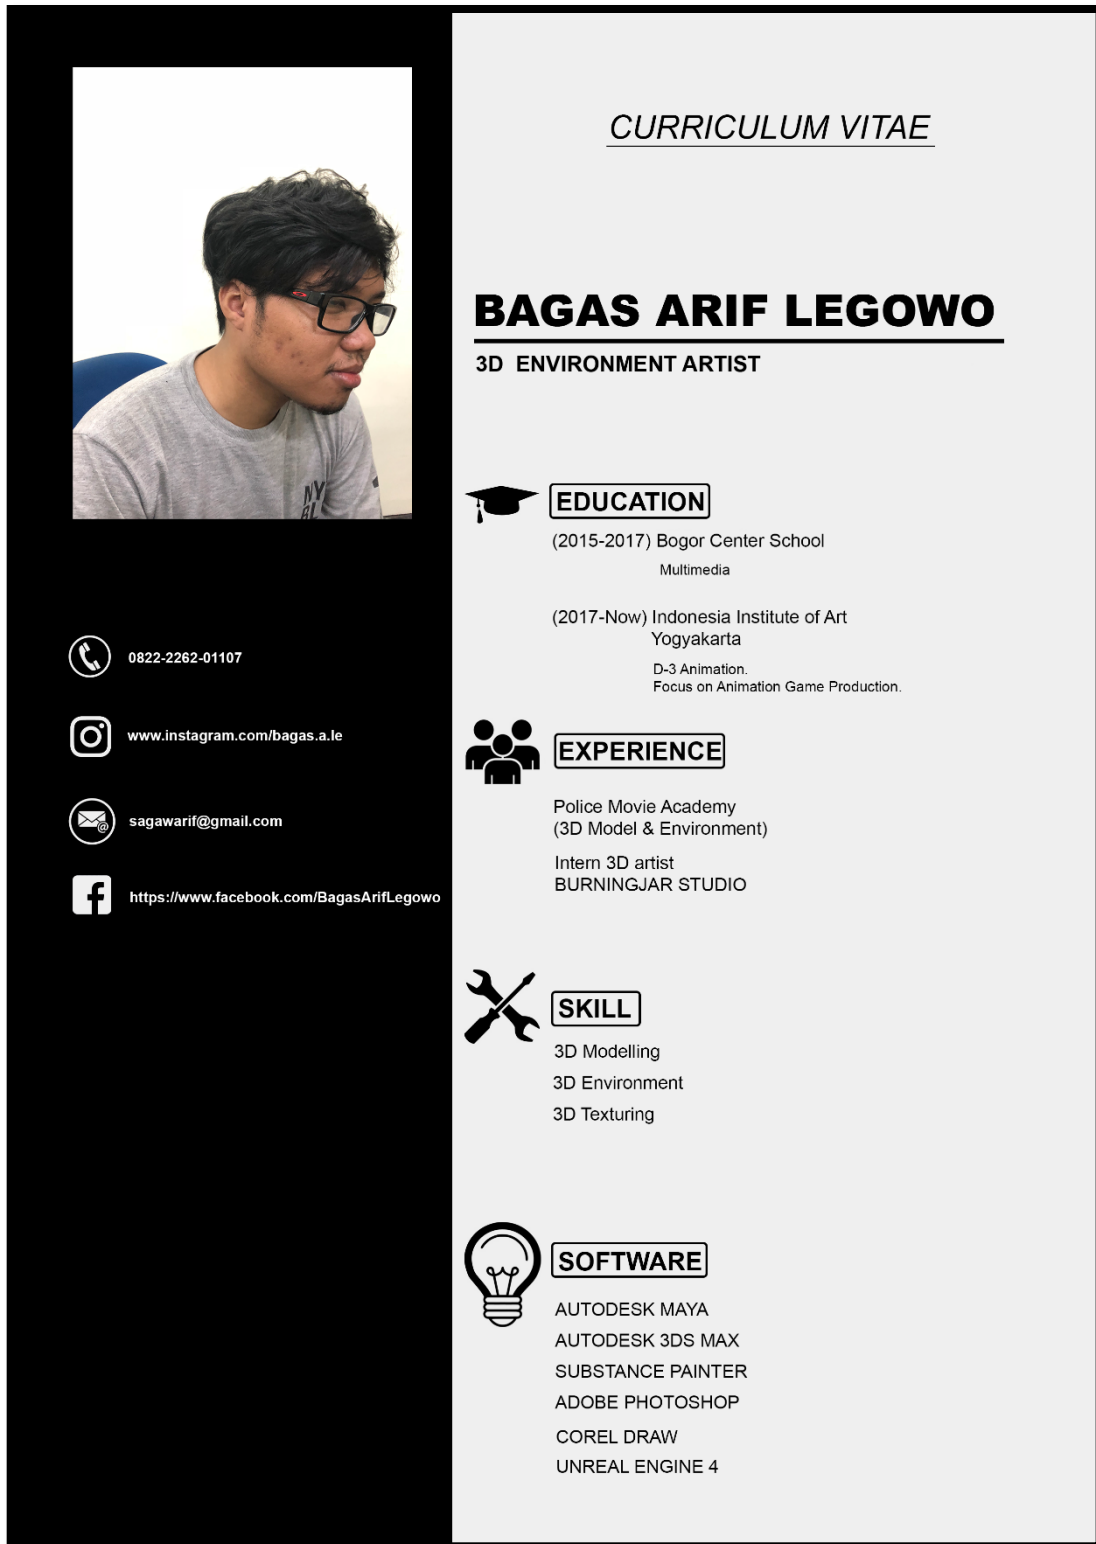 CURRICULUM VITAE
BAGAS ARIF LEGOWO
3D ENVIRONMENT ARTIST
NY
BL
0822-2262-01107
www.instagram.com/bagas.a.le
sagawarif@gmail.com
https://www.facebook.com/BagasArifLegowo
EDUCATION
(2015-2017) Bogor Center School
Multimedia
(2017-Now) Indonesia Institute of Art
Yogyakarta
D-3 Animation.
Focus on Animation Game Production.
EXPERIENCE
Police Movie Academy
(3D Model & Environment)
Intern 3D artist
BURNINGJAR STUDIO
SKILL
3D Modelling
3D Environment
3D Texturing
SOFTWARE
AUTODESK MAYA
AUTODESK 3DS MAX
SUBSTANCE PAINTER
ADOBE PHOTOSHOP
COREL DRAW
UNREAL ENGINE 4